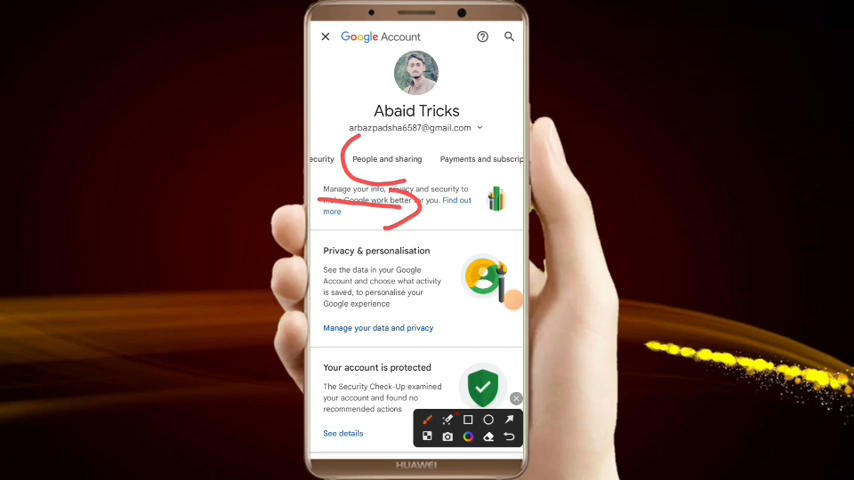 Google Account
Abaid Tricks
arbazpadsha6587@gmail.com
ecurity People and sharing Payments and subscrip
Manage your info, privacy and security to
make Google work better for you. Find out
more
Privacy & personalisation
See the data in your Google
Account and choose what activity
is saved, to personalise your
Google experience
Manage your data and privacy
Your account is protected
The Security Check-Up examined
your account and found no
recommended actions
See details
HUAWEI